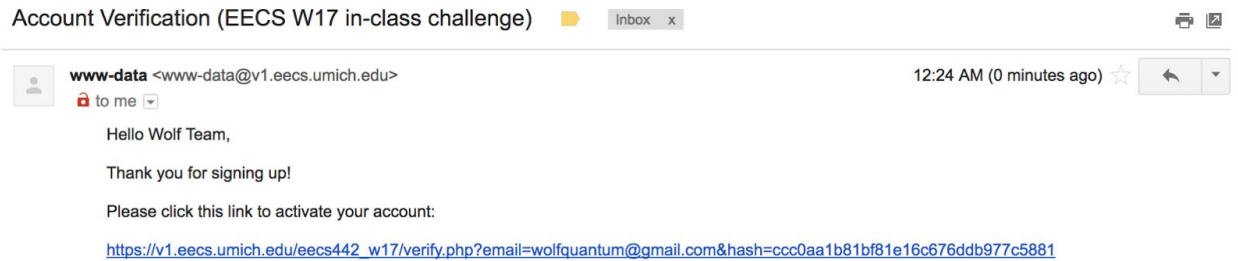 Account Verification (EECS W17 in-class challenge) Inbox x
www-data <www-data@v1.eecs.umich.edu> 12:24 AM (0 minutes ago)
to me
Hello Wolf Team,
Thank you for signing up!
Please click this link to activate your account:
https://v1.eecs.umich.edu/eecs442_w17/verify.php?email=wolfquantum@gmail.com&hash=ccc0aa1b81bf81e16c676ddb977c5881